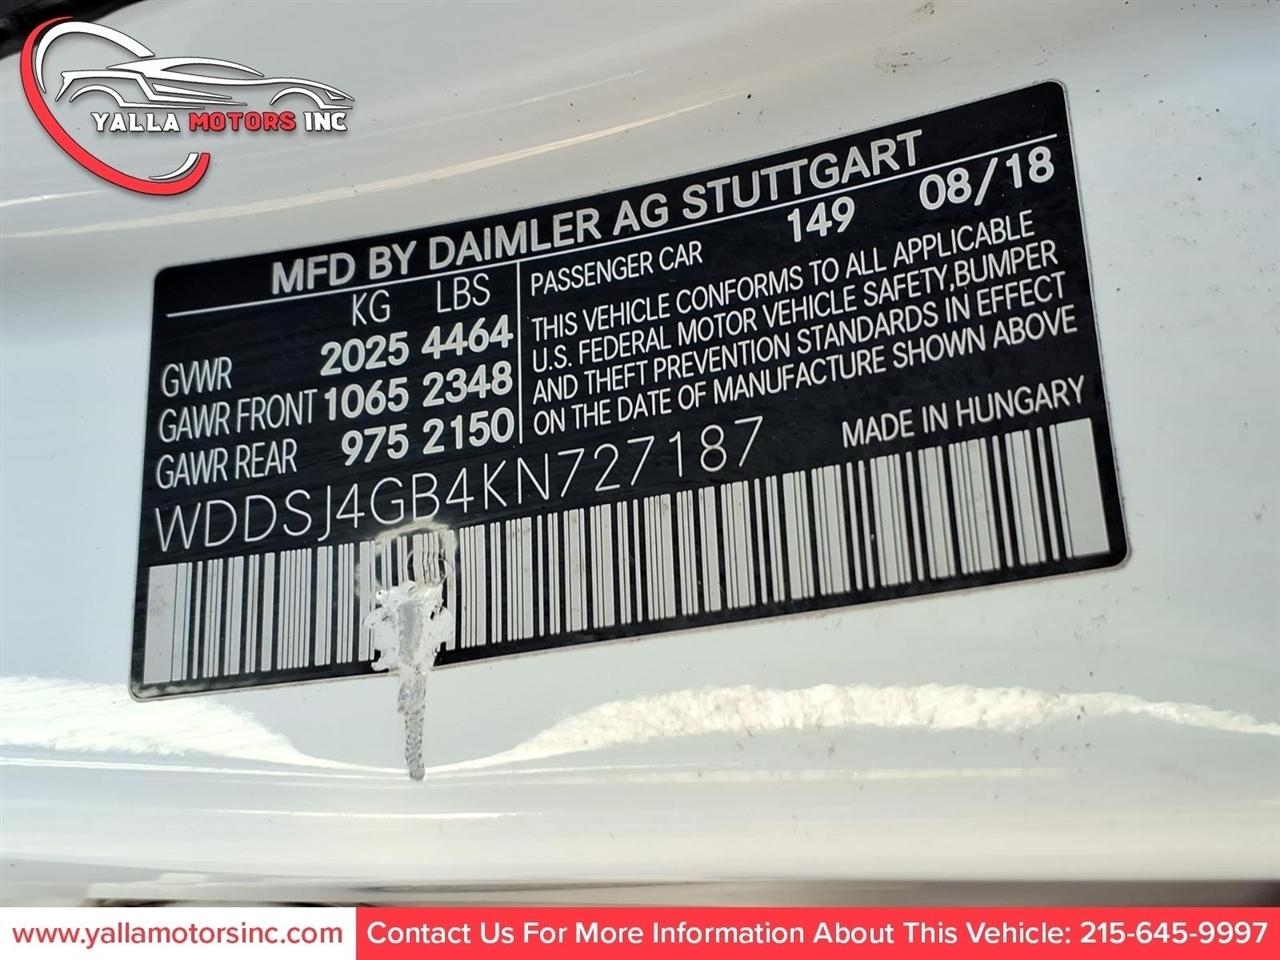 YALLA MOTORS INC
MFD BY DAIMLER AG STUTTGART
KG LBS
GVWR 2025 4464
GAWR FRONT 1065 2348
GAWR REAR 975 2150
PASSENGER CAR 149 08/18
THIS VEHICLE CONFORMS TO ALL APPLICABLE
U.S. FEDERAL MOTOR VEHICLE SAFETY,BUMPER
AND THEFT PREVENTION STANDARDS IN EFFECT
ON THE DATE OF MANUFACTURE SHOWN ABOVE
WDDSJ4GB4KN727187
MADE IN HUNGARY
www.yallamotorsinc.com
Contact Us For More Information About This Vehicle: 215-645-9997